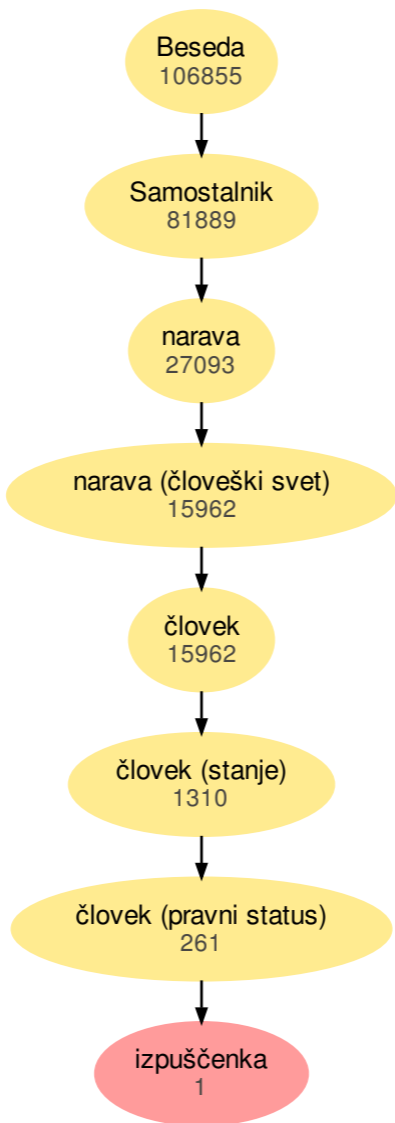 Beseda
106855
Samostalnik
81889
narava
27093
narava (človeški svet)
15962
človek
15962
človek (stanje)
1310
človek (pravni status)
261
izpuščenka
1